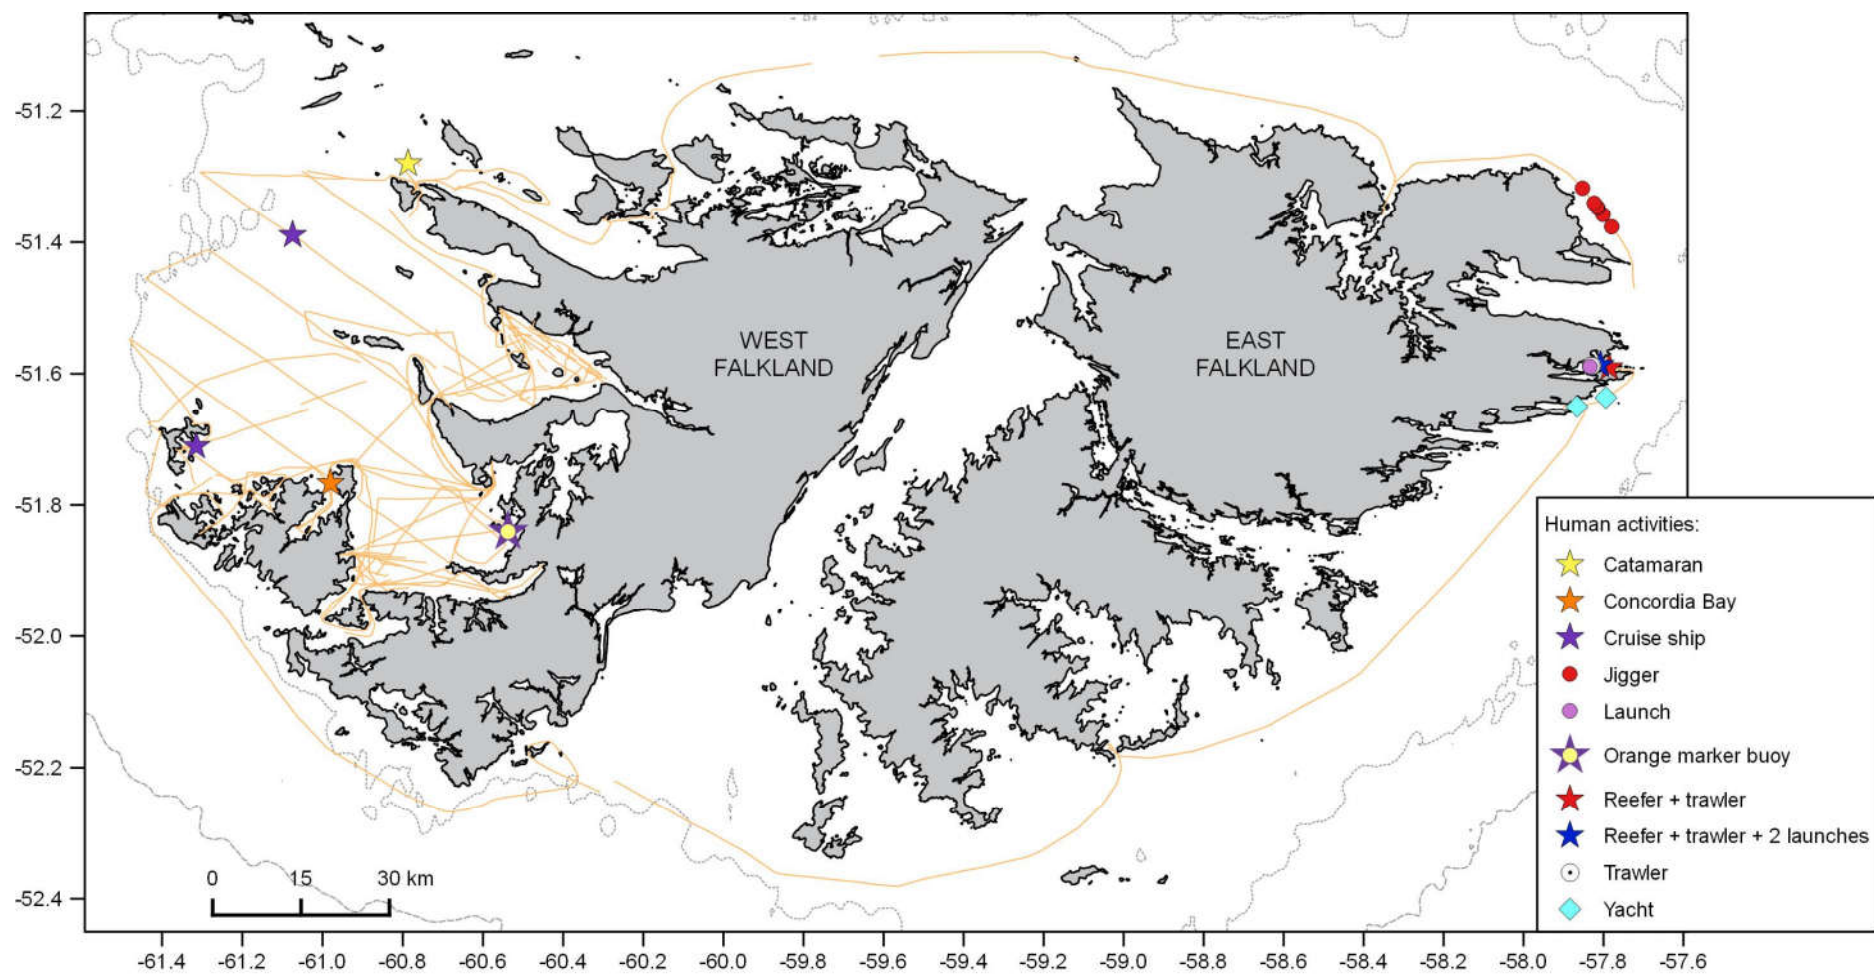 -51.2
-51.4
-51.6
-51.8
-52.0
-52.2
-52.4
WEST
FALKLAND
EAST
FALKLAND
0 15 30 km
Human activities:
Catamaran
Concordia Bay
Cruise ship
Jigger
Launch
Orange marker buoy
Reefer + trawler
Reefer + trawler + 2 launches
Trawler
Yacht
-61.4 -61.2 -61.0 -60.8 -60.6 -60.4 -60.2 -60.0 -59.8 -59.6 -59.4 -59.2 -59.0 -58.8 -58.6 -58.4 -58.2 -58.0 -57.8 -57.6